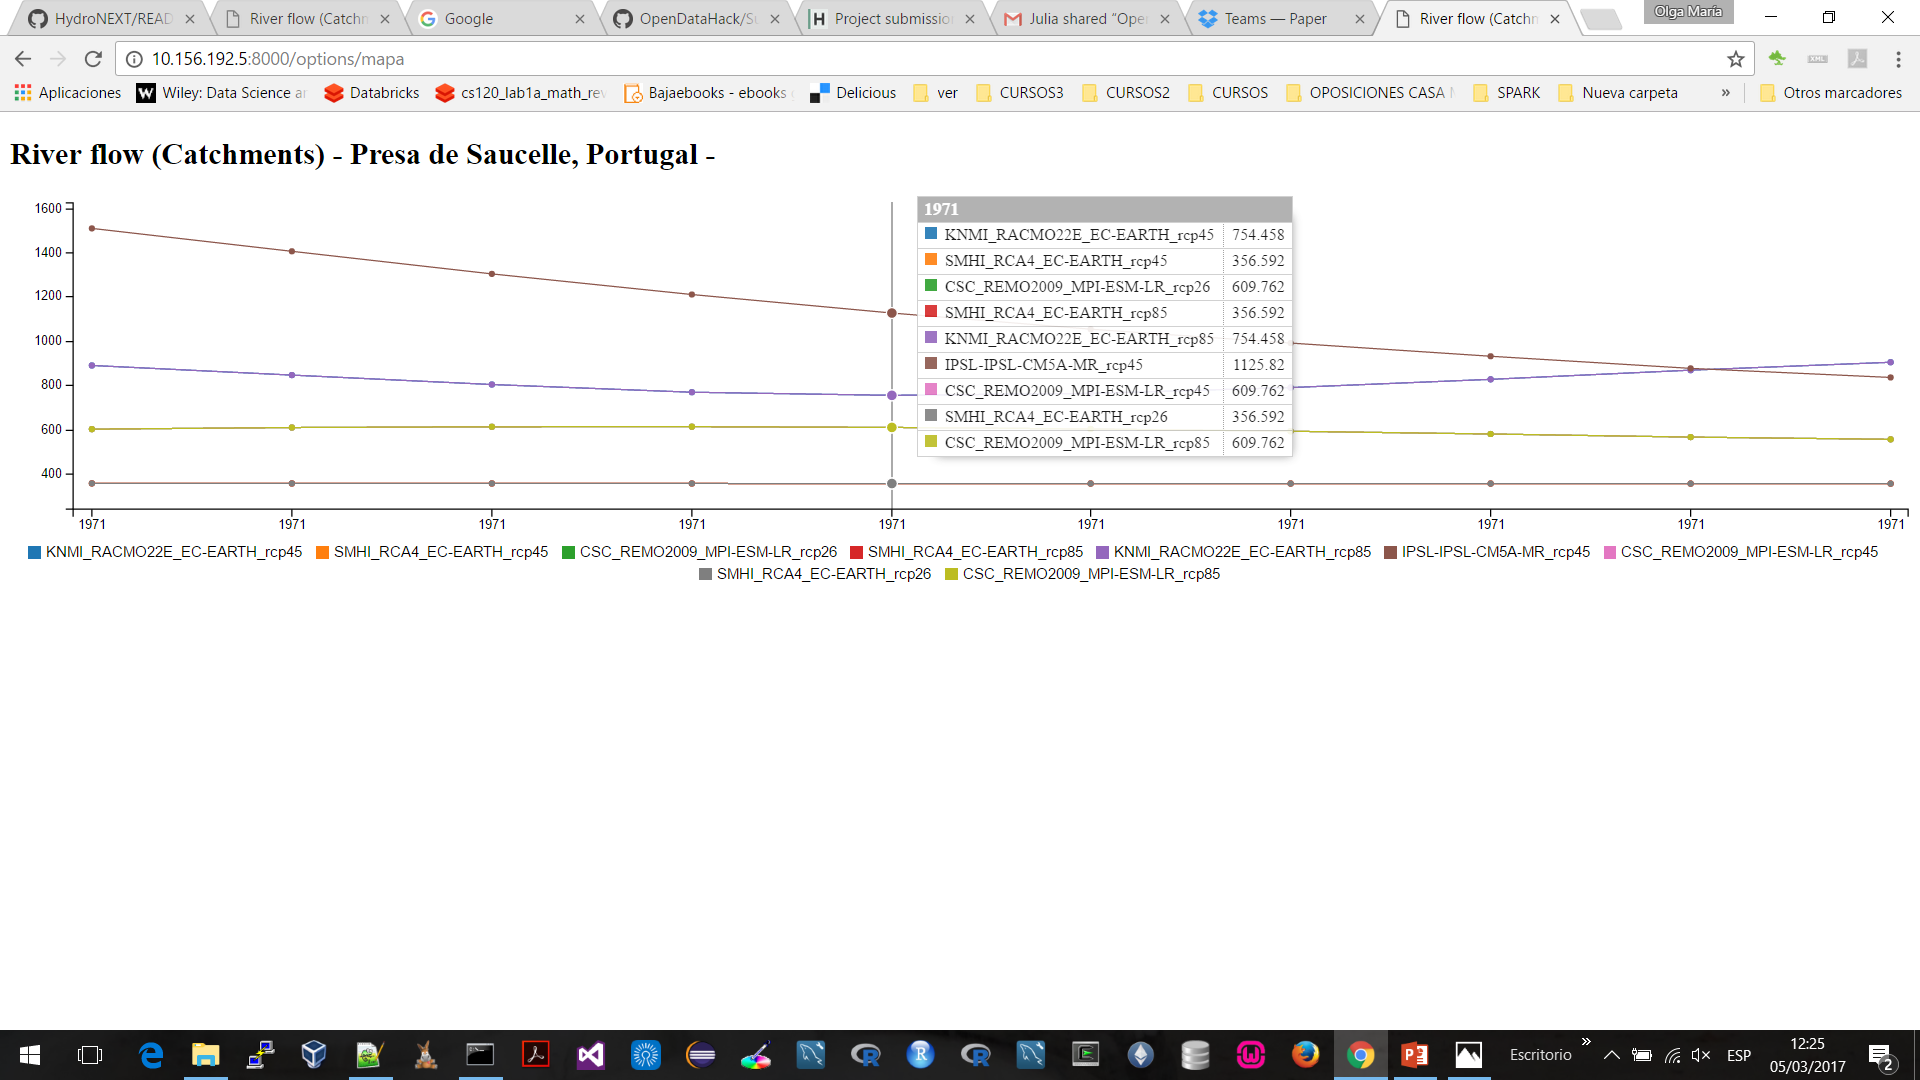 HydroNEXT/READ
River flow (Catchm
Google
OpenDataHack/Su
Project submission
Julia shared "Oper
Teams — Paper
River flow (Catchm
Olga María
10.156.192.5:8000/options/mapa
Aplicaciones
Wiley: Data Science an
Databricks
cs120_lab1a_math_rev
Bajaebooks - ebooks
Delicious
ver
CURSOS3
CURSOS2
CURSOS
OPOSICIONES CASA
SPARK
Nueva carpeta
»
Otros marcadores
River flow (Catchments) - Presa de Saucelle, Portugal -
1600
1400
1200
1000
800
600
400
1971
KNMI_RACMO22E_EC-EARTH_rcp45 754.458
SMHI_RCA4_EC-EARTH_rcp45 356.592
CSC_REMO2009_MPI-ESM-LR_rcp26 609.762
SMHI_RCA4_EC-EARTH_rcp85 356.592
KNMI_RACMO22E_EC-EARTH_rcp85 754.458
IPSL-IPSL-CM5A-MR_rcp45 1125.82
CSC_REMO2009_MPI-ESM-LR_rcp45 609.762
SMHI_RCA4_EC-EARTH_rcp26 356.592
CSC_REMO2009_MPI-ESM-LR_rcp85 609.762
1971 1971 1971 1971 1971 1971 1971 1971 1971 1971
KNMI_RACMO22E_EC-EARTH_rcp45 SMHI_RCA4_EC-EARTH_rcp45 CSC_REMO2009_MPI-ESM-LR_rcp26 SMHI_RCA4_EC-EARTH_rcp85 KNMI_RACMO22E_EC-EARTH_rcp85 IPSL-IPSL-CM5A-MR_rcp45 CSC_REMO2009_MPI-ESM-LR_rcp45
SMHI_RCA4_EC-EARTH_rcp26 CSC_REMO2009_MPI-ESM-LR_rcp85
Escritorio
»
ESP
12:25
05/03/2017
2